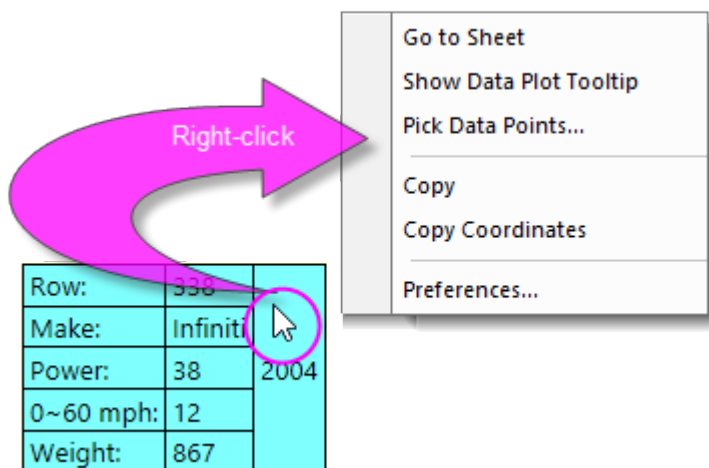 Go to Sheet
Show Data Plot Tooltip
Pick Data Points...
Copy
Copy Coordinates
Preferences...
Right-click
Row: 338
Make: Infiniti
Power: 38 2004
0~60 mph: 12
Weight: 867